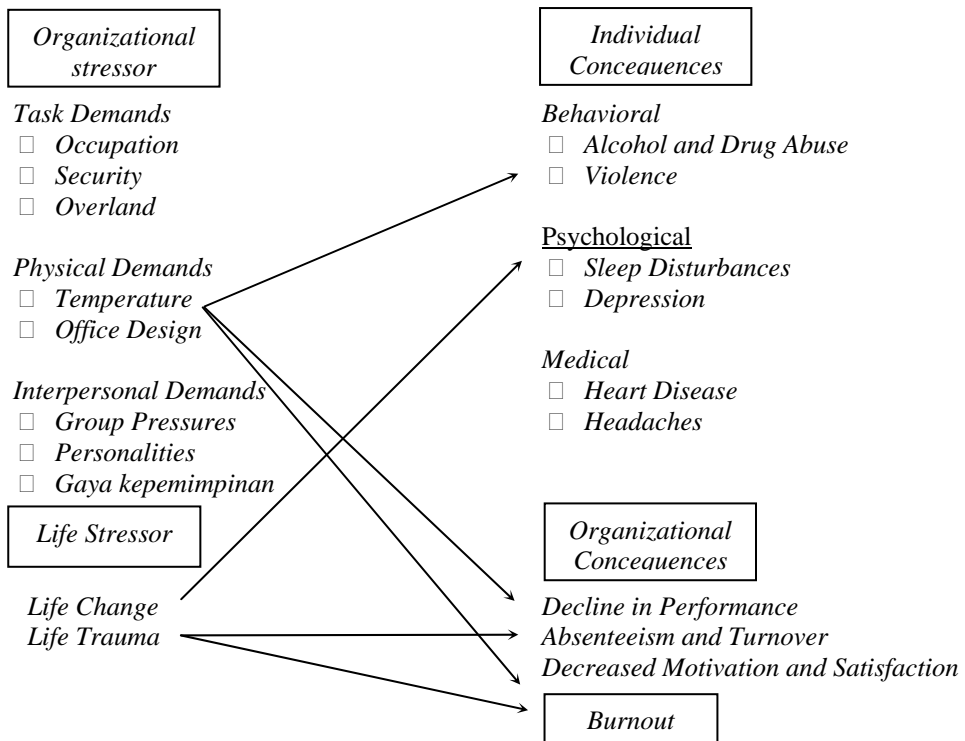 Organizational
stressor
Task Demands
Occupation
Security
Overland
Physical Demands
Temperature
Office Design
Interpersonal Demands
Group Pressures
Personalities
Gaya kepemimpinan
Life Stressor
Life Change
Life Trauma
Individual
Concequences
Behavioral
Alcohol and Drug Abuse
Violence
Psychological
Sleep Disturbances
Depression
Medical
Heart Disease
Headaches
Organizational
Concequences
Decline in Performance
Absenteeism and Turnover
Decreased Motivation and Satisfaction
Burnout